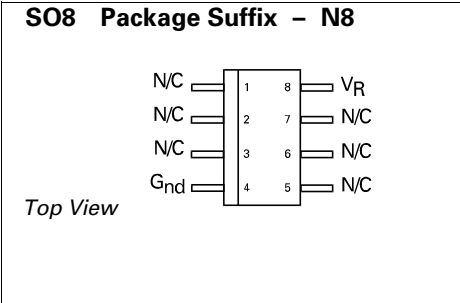 SO8 Package Suffix – N8
N/C 1 8 VR
N/C 2 7 N/C
N/C 3 6 N/C
Gnd 4 5 N/C
Top View